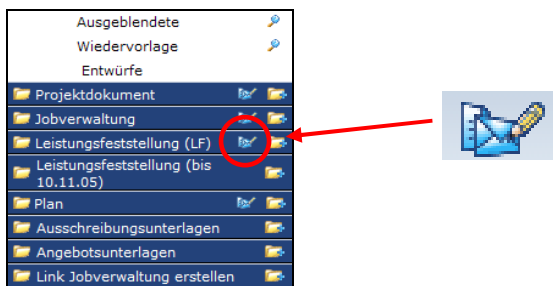 Ausgeblendete
Wiedervorlage
Entwürfe
Projektdokument
Jobverwaltung
Leistungsfeststellung (LF)
Leistungsfeststellung (bis
10.11.05)
Plan
Ausschreibungsunterlagen
Angebotsunterlagen
Link Jobverwaltung erstellen